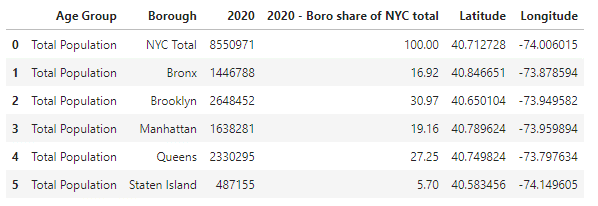 Age Group Borough 2020 2020 - Boro share of NYC total Latitude Longitude
0 Total Population NYC Total 8550971 100.00 40.712728 -74.006015
1 Total Population Bronx 1446788 16.92 40.846651 -73.878594
2 Total Population Brooklyn 2648452 30.97 40.650104 -73.949582
3 Total Population Manhattan 1638281 19.16 40.789624 -73.959894
4 Total Population Queens 2330295 27.25 40.749824 -73.797634
5 Total Population Staten Island 487155 5.70 40.583456 -74.149605